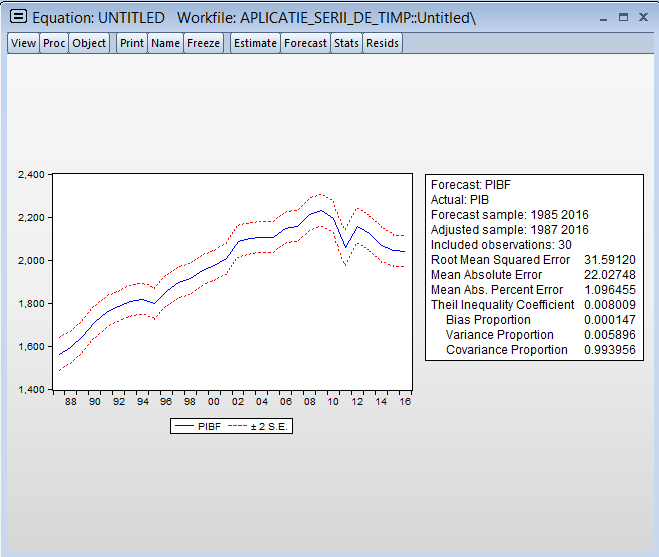 Equation: UNTITLED Workfile: APLICATIE_SERII_DE_TIMP::Untitled\
View Proc Object Print Name Freeze Estimate Forecast Stats Resids
2,400
2,200
2,000
1,800
1,600
1,400
88 90 92 94 96 98 00 02 04 06 08 10 12 14 16
PIBF ± 2 S.E.
Forecast: PIBF
Actual: PIB
Forecast sample: 1985 2016
Adjusted sample: 1987 2016
Included observations: 30
Root Mean Squared Error 31.59120
Mean Absolute Error 22.02748
Mean Abs. Percent Error 1.096455
Theil Inequality Coefficient 0.008009
Bias Proportion 0.000147
Variance Proportion 0.005896
Covariance Proportion 0.993956